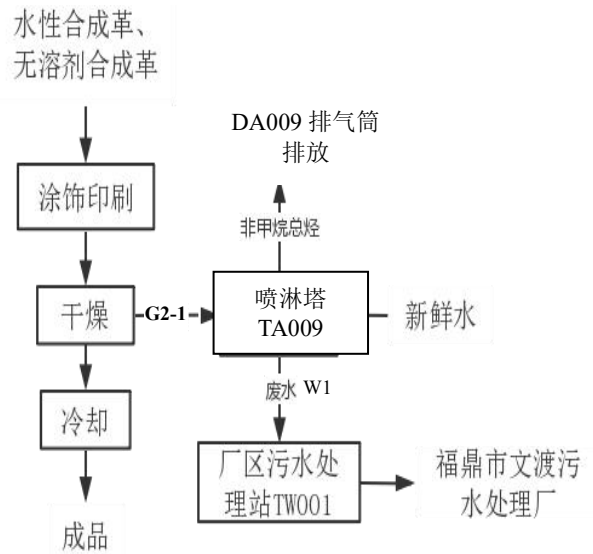 水性合成革、
无溶剂合成革
DA009 排气筒
排放
涂饰印刷
非甲烷总烃
干燥
G2-1
喷淋塔
TA009
新鲜水
废水 W1
冷却
厂区污水处
理站TW001
福鼎市文渡污
水处理厂
成品